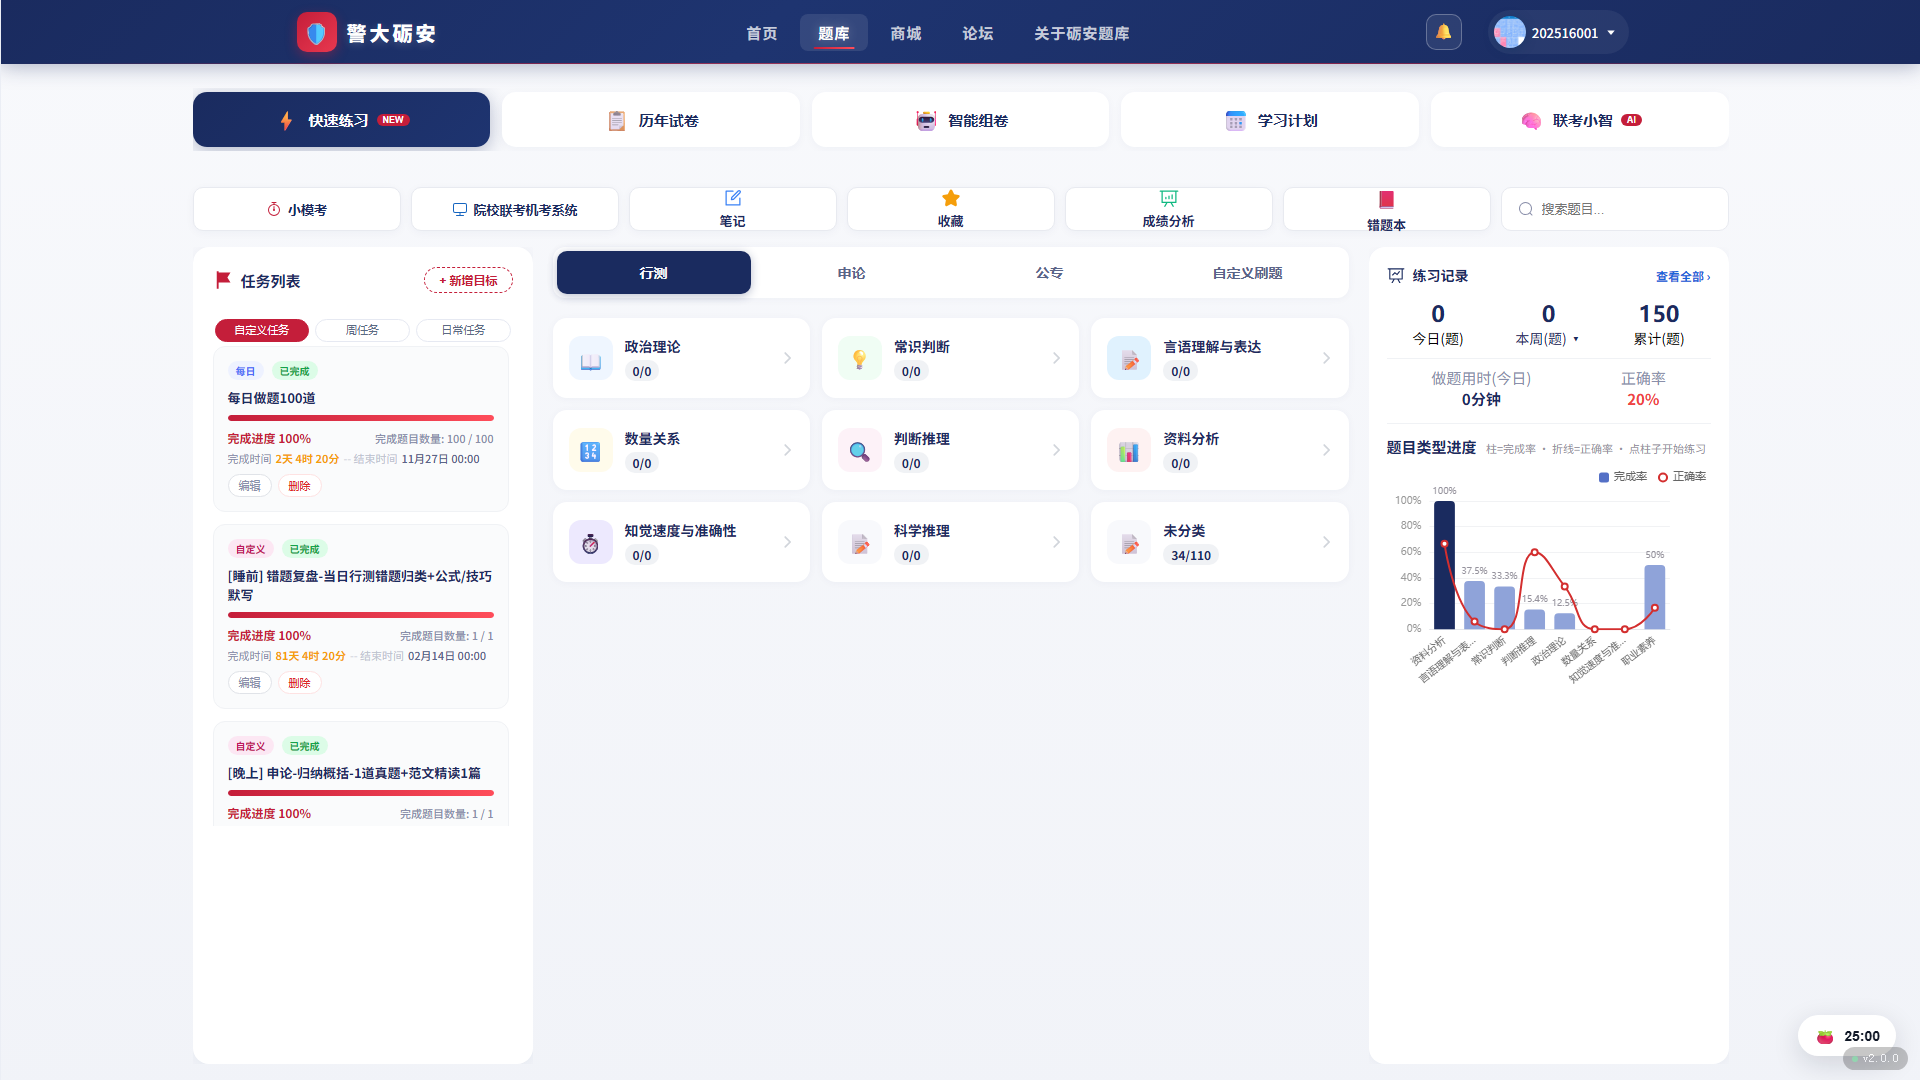 警大砺安
首页
题库
商城
论坛
关于砺安题库
202516001
快速练习 NEW
历年试卷
智能组卷
学习计划
联考小智 AI
小模考
院校联考机考系统
笔记
收藏
成绩分析
错题本
搜索题目...
任务列表
+ 新增目标
自定义任务
周任务
日常任务
每日 已完成
每日做题100道
完成进度 100% 完成题目数量: 100 / 100
完成时间 2天 4时 20分 -- 结束时间 11月27日 00:00
编辑 删除
自定义 已完成
[睡前] 错题复盘-当日行测错题归类+公式/技巧
默写
完成进度 100% 完成题目数量: 1 / 1
完成时间 81天 4时 20分 -- 结束时间 02月14日 00:00
编辑 删除
自定义 已完成
[晚上] 申论-归纳概括-1道真题+范文精读1篇
完成进度 100% 完成题目数量: 1 / 1
行测
申论
公专
自定义刷题
政治理论
0/0
常识判断
0/0
言语理解与表达
0/0
数量关系
0/0
判断推理
0/0
资料分析
0/0
知觉速度与准确性
0/0
科学推理
0/0
未分类
34/110
练习记录
查看全部 ›
0
今日(题)
0
本周(题)
150
累计(题)
做题用时(今日)
0分钟
正确率
20%
题目类型进度 柱=完成率 · 折线=正确率 · 点柱子开始练习
完成率 正确率
100%
80%
60%
40%
20%
0%
100%
37.5%
33.3%
15.4%
12.5%
50%
资料分析
言语理解与表...
常识判断
判断推理
政治理论
数量关系
知觉速度与准...
职业素养
25:00
v2.0.0